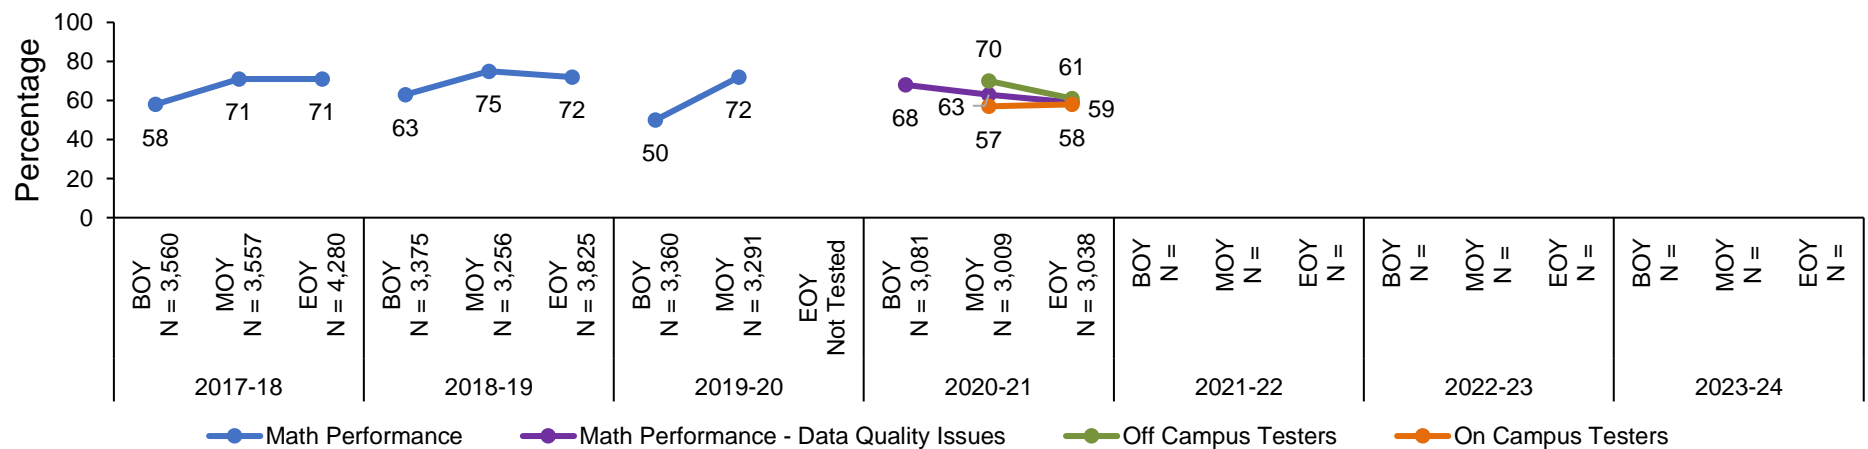 Percentage
100
80
60
40
20
0
58
71
71
63
75
72
50
72
68
63
70
57
61
59
58
BOY
N = 3,560
MOY
N = 3,557
EOY
N = 4,280
BOY
N = 3,375
MOY
N = 3,256
EOY
N = 3,825
BOY
N = 3,360
MOY
N = 3,291
EOY
Not Tested
BOY
N = 3,081
MOY
N = 3,009
EOY
N = 3,038
BOY
N =
MOY
N =
EOY
N =
BOY
N =
MOY
N =
EOY
N =
BOY
N =
MOY
N =
EOY
N =
2017-18
2018-19
2019-20
2020-21
2021-22
2022-23
2023-24
Math Performance
Math Performance - Data Quality Issues
Off Campus Testers
On Campus Testers